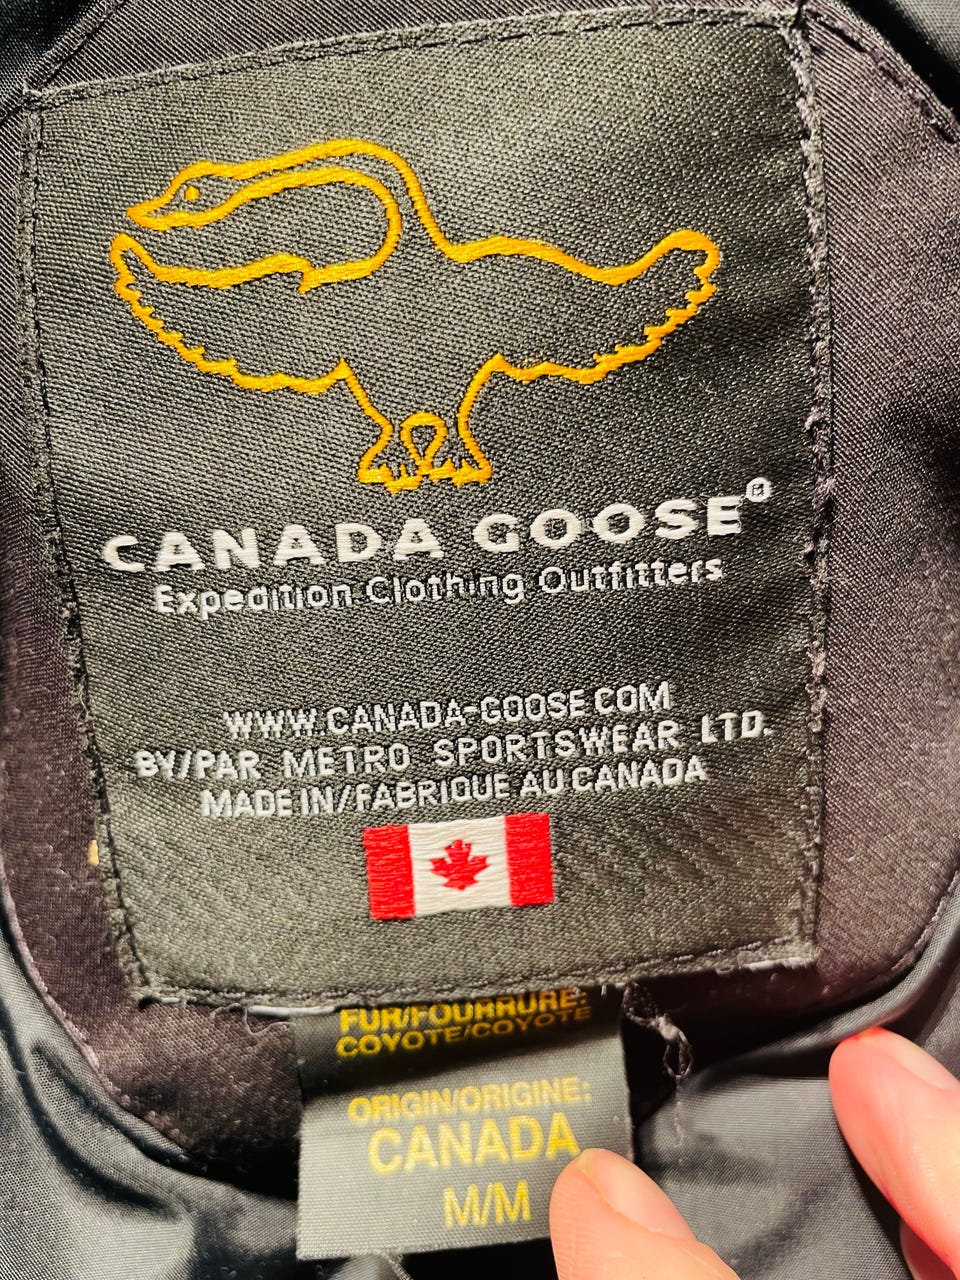 CANADA GOOSE®
Expedition Clothing Outfitters
WWW.CANADA-GOOSE.COM
BY/PAR METRO SPORTSWEAR LTD.
MADE IN/FABRIQUE AU CANADA
FUR/FOURRURE:
COYOTE/COYOTE
ORIGIN/ORIGINE:
CANADA
M/M